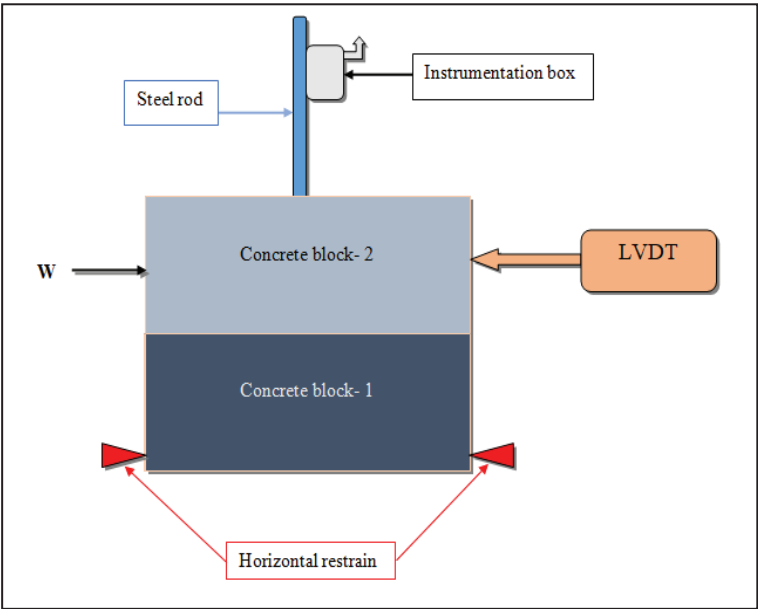 Instrumentation box
Steel rod
Concrete block- 2
LVDT
W
Concrete block- 1
Horizontal restrain